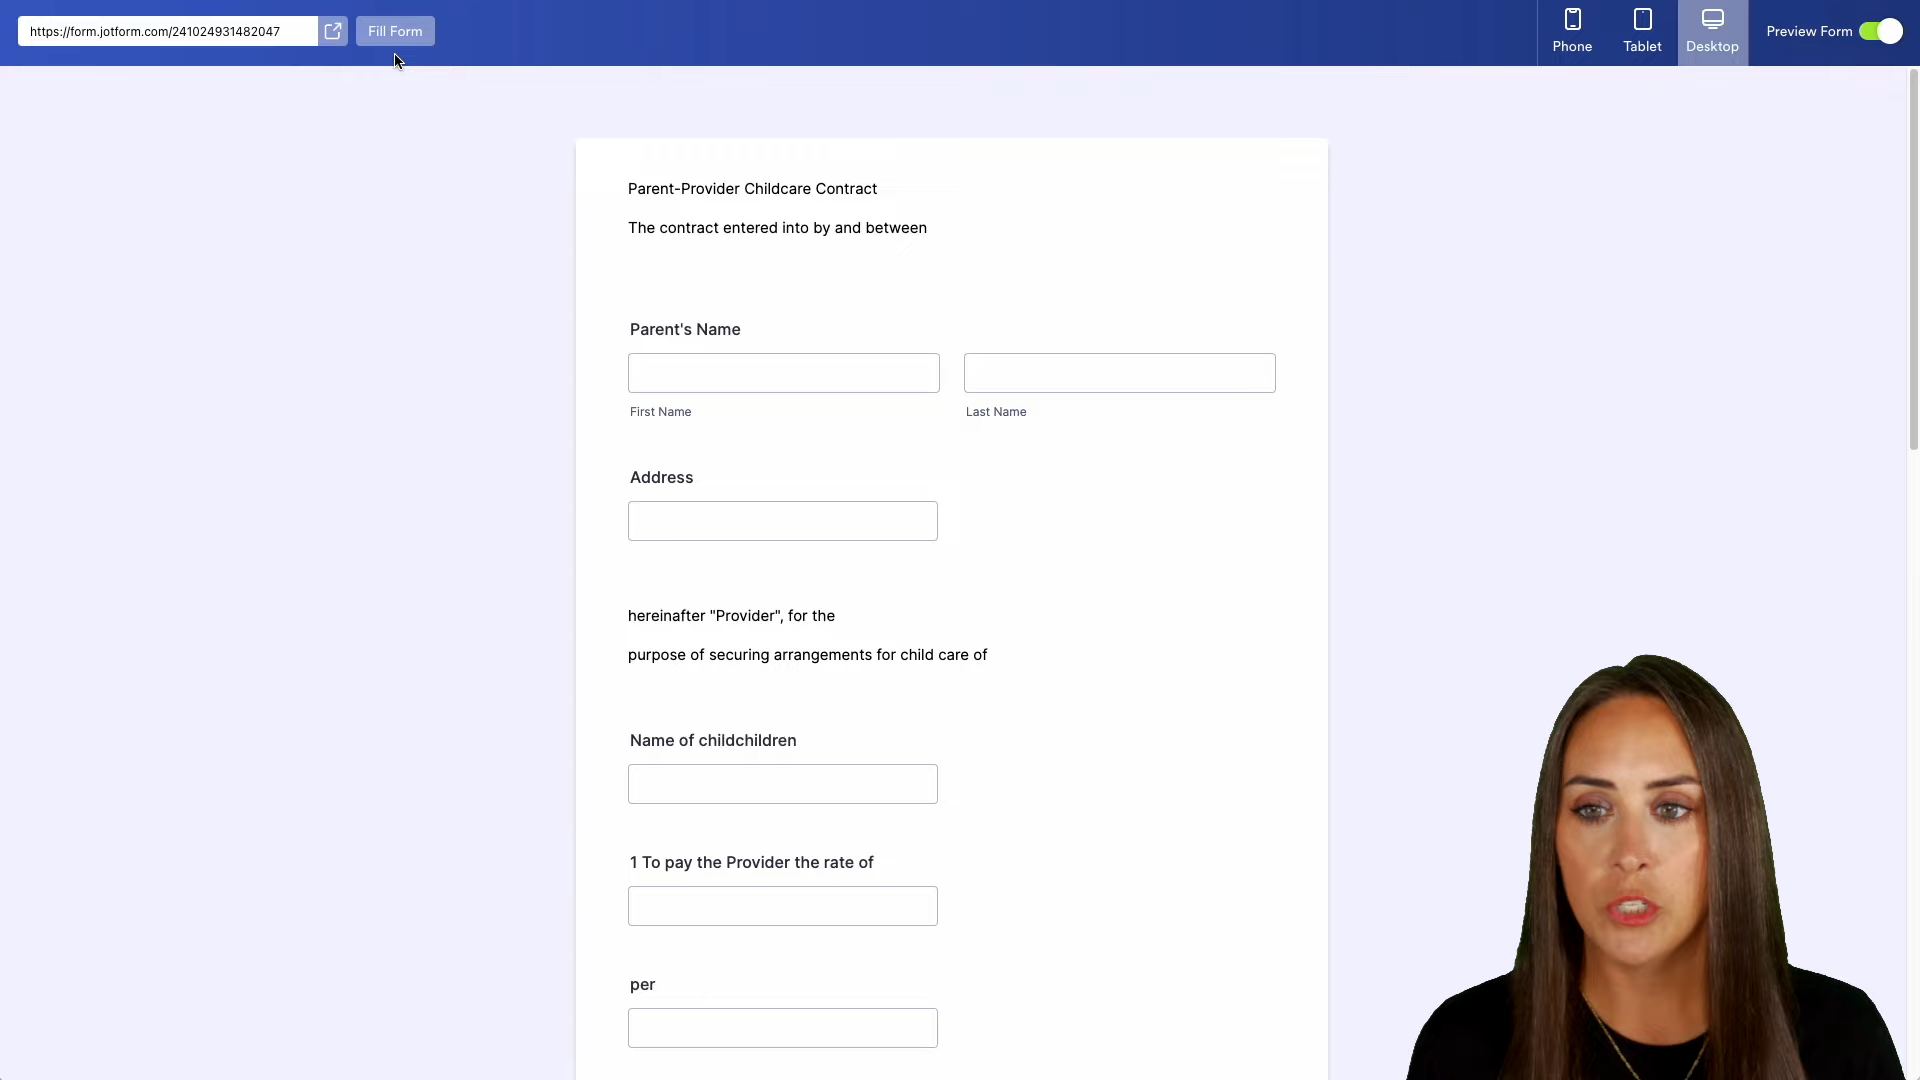 https://form.jotform.com/241024931482047
Fill Form
Phone
Tablet
Desktop
Preview Form
Parent-Provider Childcare Contract
The contract entered into by and between
Parent's Name
First Name
Last Name
Address
hereinafter "Provider", for the
purpose of securing arrangements for child care of
Name of childchildren
1 To pay the Provider the rate of
per